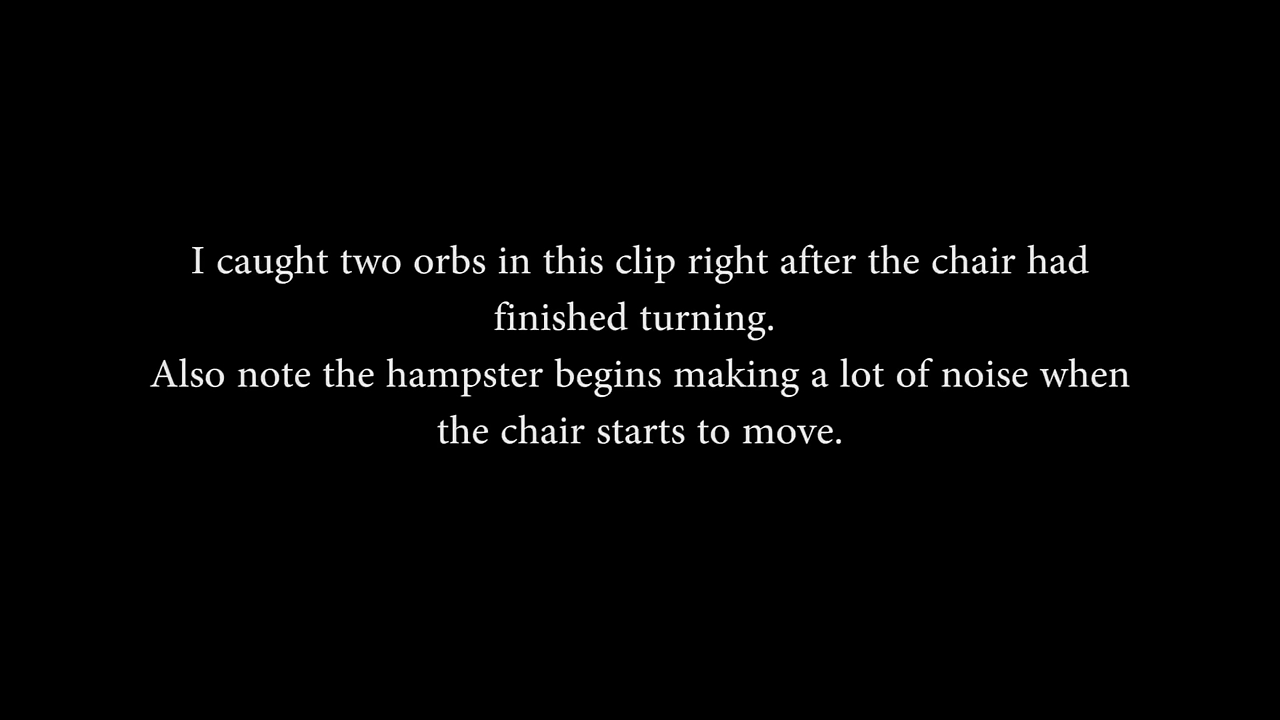 I caught two orbs in this clip right after the chair had
finished turning.
Also note the hampster begins making a lot of noise when
the chair starts to move.